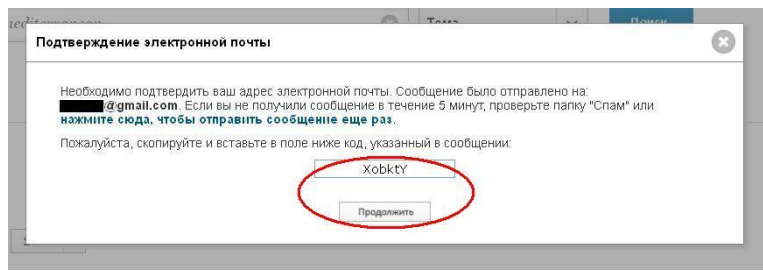 Тема
Поиск
Подтверждение электронной почты
Необходимо подтвердить ваш адрес электронной почты. Сообщение было отправлено на:
@gmail.com. Если вы не получили сообщение в течение 5 минут, проверьте папку "Спам" или
нажмите сюда, чтобы отправить сообщение еще раз.
Пожалуйста, скопируйте и вставьте в поле ниже код, указанный в сообщении:
XobktY
Продолжить